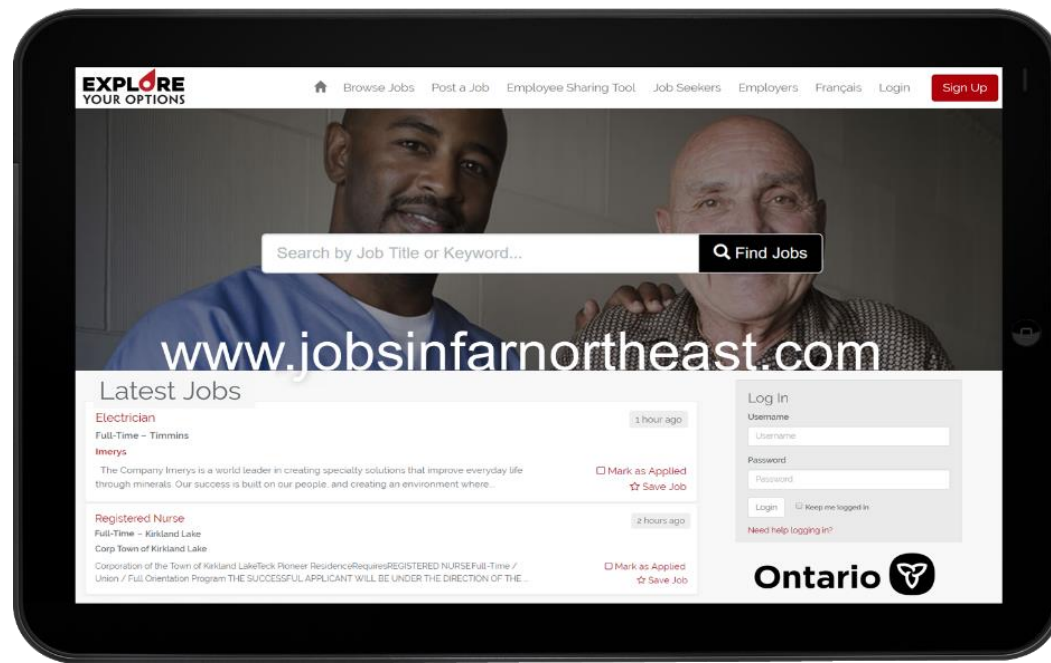 EXPLORE
YOUR OPTIONS
Browse Jobs Post a Job Employee Sharing Tool Job Seekers Employers Français Login Sign Up
Search by Job Title or Keyword... Find Jobs
www.jobsinfarnortheast.com
Latest Jobs
Electrician
1 hour ago
Full-Time – Timmins
Imerys
The Company Imerys is a world leader in creating specialty solutions that improve everyday life
through minerals. Our success is built on our people, and creating an environment where...
Mark as Applied
Save Job
Registered Nurse
2 hours ago
Full-Time – Kirkland Lake
Corp Town of Kirkland Lake
Corporation of the Town of Kirkland LakeTeck Pioneer ResidenceRequiresREGISTERED NURSEFull-Time /
Union / Full Orientation Program THE SUCCESSFUL APPLICANT WILL BE UNDER THE DIRECTION OF THE ...
Mark as Applied
Save Job
Log In
Username
Username
Password
Password
Login Keep me logged in
Need help logging in?
Ontario